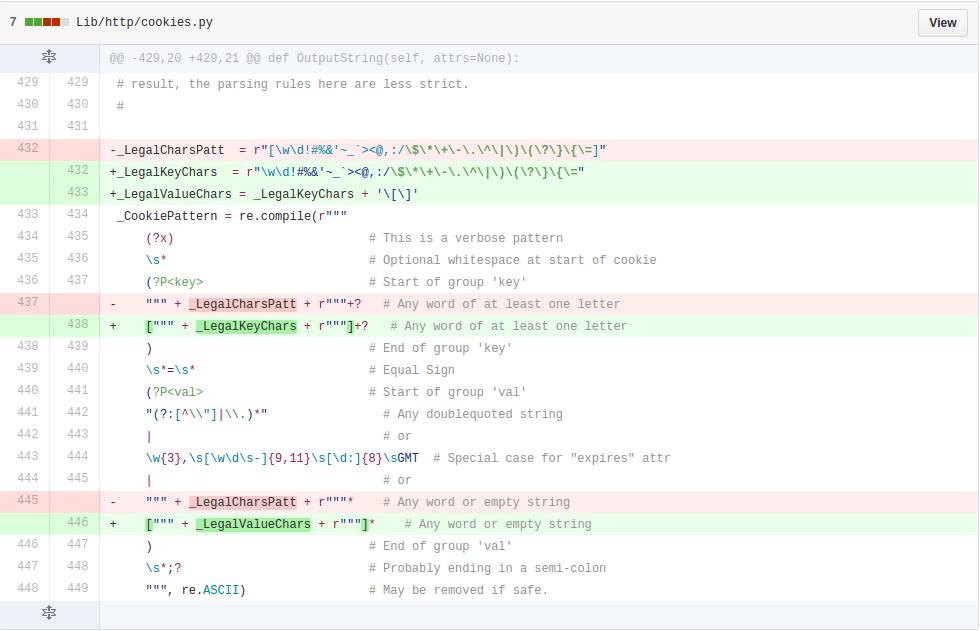 7 Lib/http/cookies.py View
@@ -429,20 +429,21 @@ def OutputString(self, attrs=None):
429 429 # result, the parsing rules here are less strict.
430 430 #
431 431
432 -_LegalCharsPatt  = r"[\w\d!#%&'~_`><@,:/\$\*\+\-\.\^\|\)\(\?\}\{\=]"
432 +_LegalKeyChars  = r"\w\d!#%&'~_`><@,:/\$\*\+\-\.\^\|\)\(\?\}\{\="
433 +_LegalValueChars = _LegalKeyChars + '\[\]'
433 434 _CookiePattern = re.compile(r"""
434 435 (?x) # This is a verbose pattern
435 436 \s* # Optional whitespace at start of cookie
436 437 (?P<key> # Start of group 'key'
437 - """ + _LegalCharsPatt + r"""+? # Any word of at least one letter
438 + [""" + _LegalKeyChars + r"""]+? # Any word of at least one letter
438 439 ) # End of group 'key'
439 440 \s*=\s* # Equal Sign
440 441 (?P<val> # Start of group 'val'
441 442 "(?:[^\\"]|\\.)*" # Any doublequoted string
442 443 | # or
443 444 \w{3},\s[\w\d\s-]{9,11}\s[\d:]{8}\sGMT # Special case for "expires" attr
444 445 | # or
445 - """ + _LegalCharsPatt + r"""* # Any word or empty string
446 + [""" + _LegalValueChars + r"""]* # Any word or empty string
446 447 ) # End of group 'val'
447 448 \s*;? # Probably ending in a semi-colon
448 449 """, re.ASCII) # May be removed if safe.